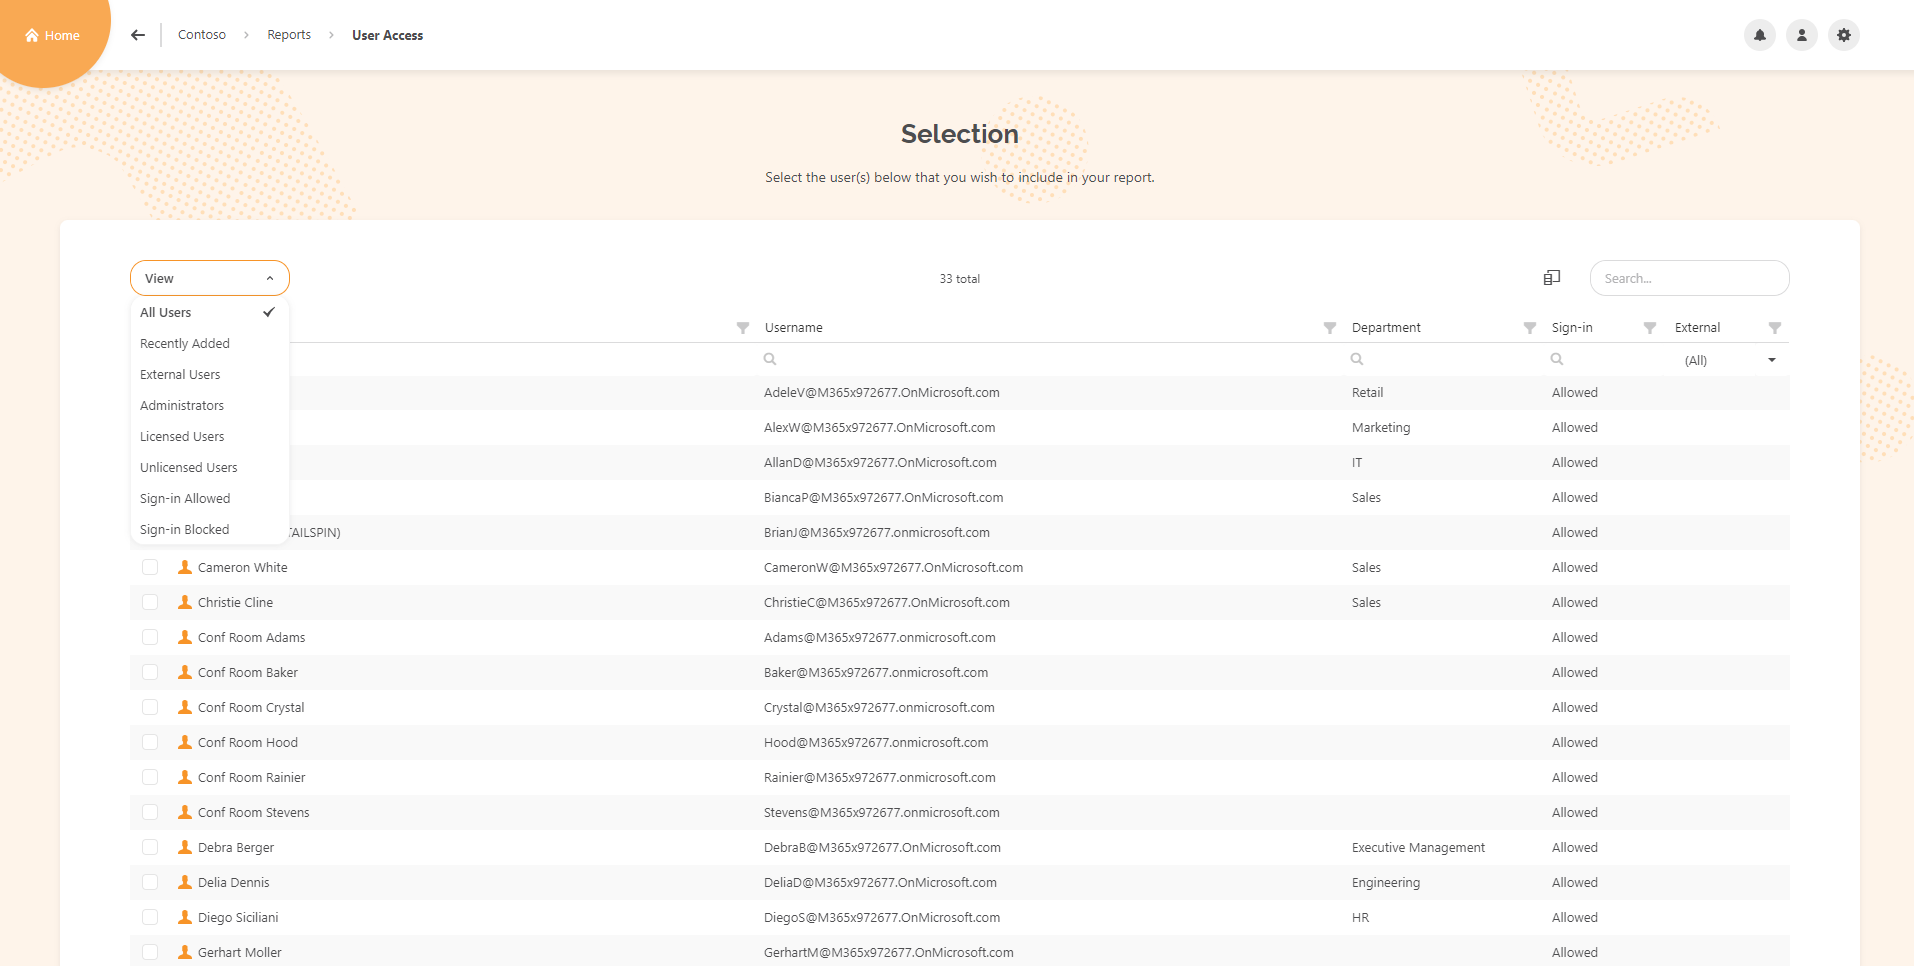 Home
Contoso > Reports > User Access
Selection
Select the user(s) below that you wish to include in your report.
View
33 total
Search...
All Users
Recently Added
External Users
Administrators
Licensed Users
Unlicensed Users
Sign-in Allowed
Sign-in Blocked
Username Department Sign-in External
(All)
AdeleV@M365x972677.OnMicrosoft.com Retail Allowed
AlexW@M365x972677.OnMicrosoft.com Marketing Allowed
AllanD@M365x972677.OnMicrosoft.com IT Allowed
BiancaP@M365x972677.OnMicrosoft.com Sales Allowed
TAILSPIN) BrianJ@M365x972677.onmicrosoft.com Allowed
Cameron White CameronW@M365x972677.OnMicrosoft.com Sales Allowed
Christie Cline ChristieC@M365x972677.OnMicrosoft.com Sales Allowed
Conf Room Adams Adams@M365x972677.onmicrosoft.com Allowed
Conf Room Baker Baker@M365x972677.onmicrosoft.com Allowed
Conf Room Crystal Crystal@M365x972677.onmicrosoft.com Allowed
Conf Room Hood Hood@M365x972677.onmicrosoft.com Allowed
Conf Room Rainier Rainier@M365x972677.onmicrosoft.com Allowed
Conf Room Stevens Stevens@M365x972677.onmicrosoft.com Allowed
Debra Berger DebraB@M365x972677.OnMicrosoft.com Executive Management Allowed
Delia Dennis DeliaD@M365x972677.OnMicrosoft.com Engineering Allowed
Diego Siciliani DiegoS@M365x972677.OnMicrosoft.com HR Allowed
Gerhart Moller GerhartM@M365x972677.OnMicrosoft.com Allowed